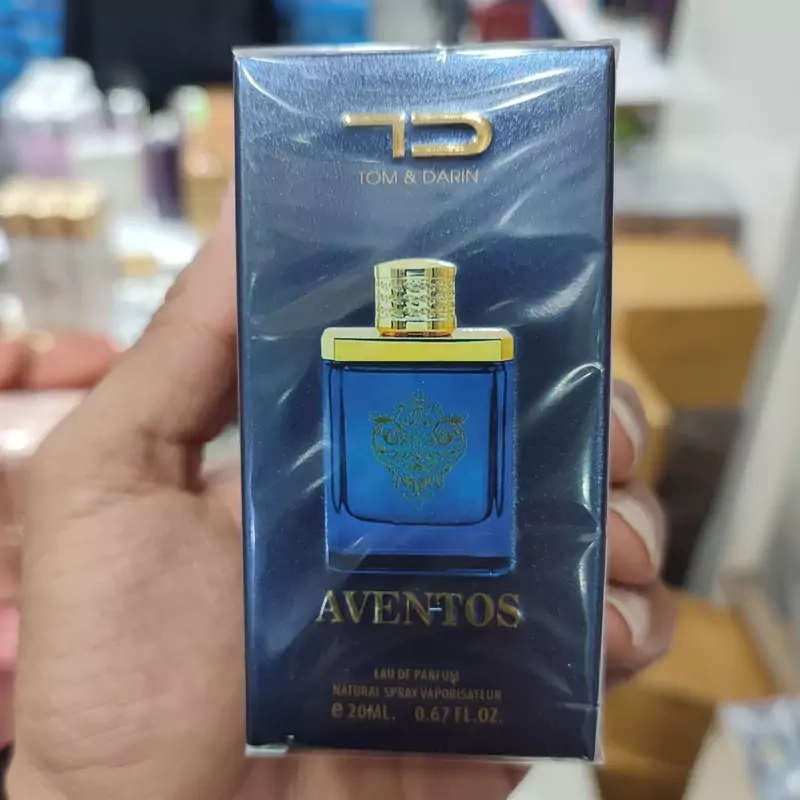 TD
TOM & DARIN
AVENTOS
EAU DE PARFUM
NATURAL SPRAY VAPORISATEUR
e 20ML. 0.67 FL.OZ.